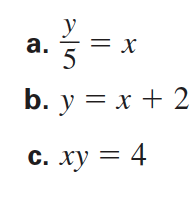 a. y/5 = x
b. y = x + 2
c. xy = 4